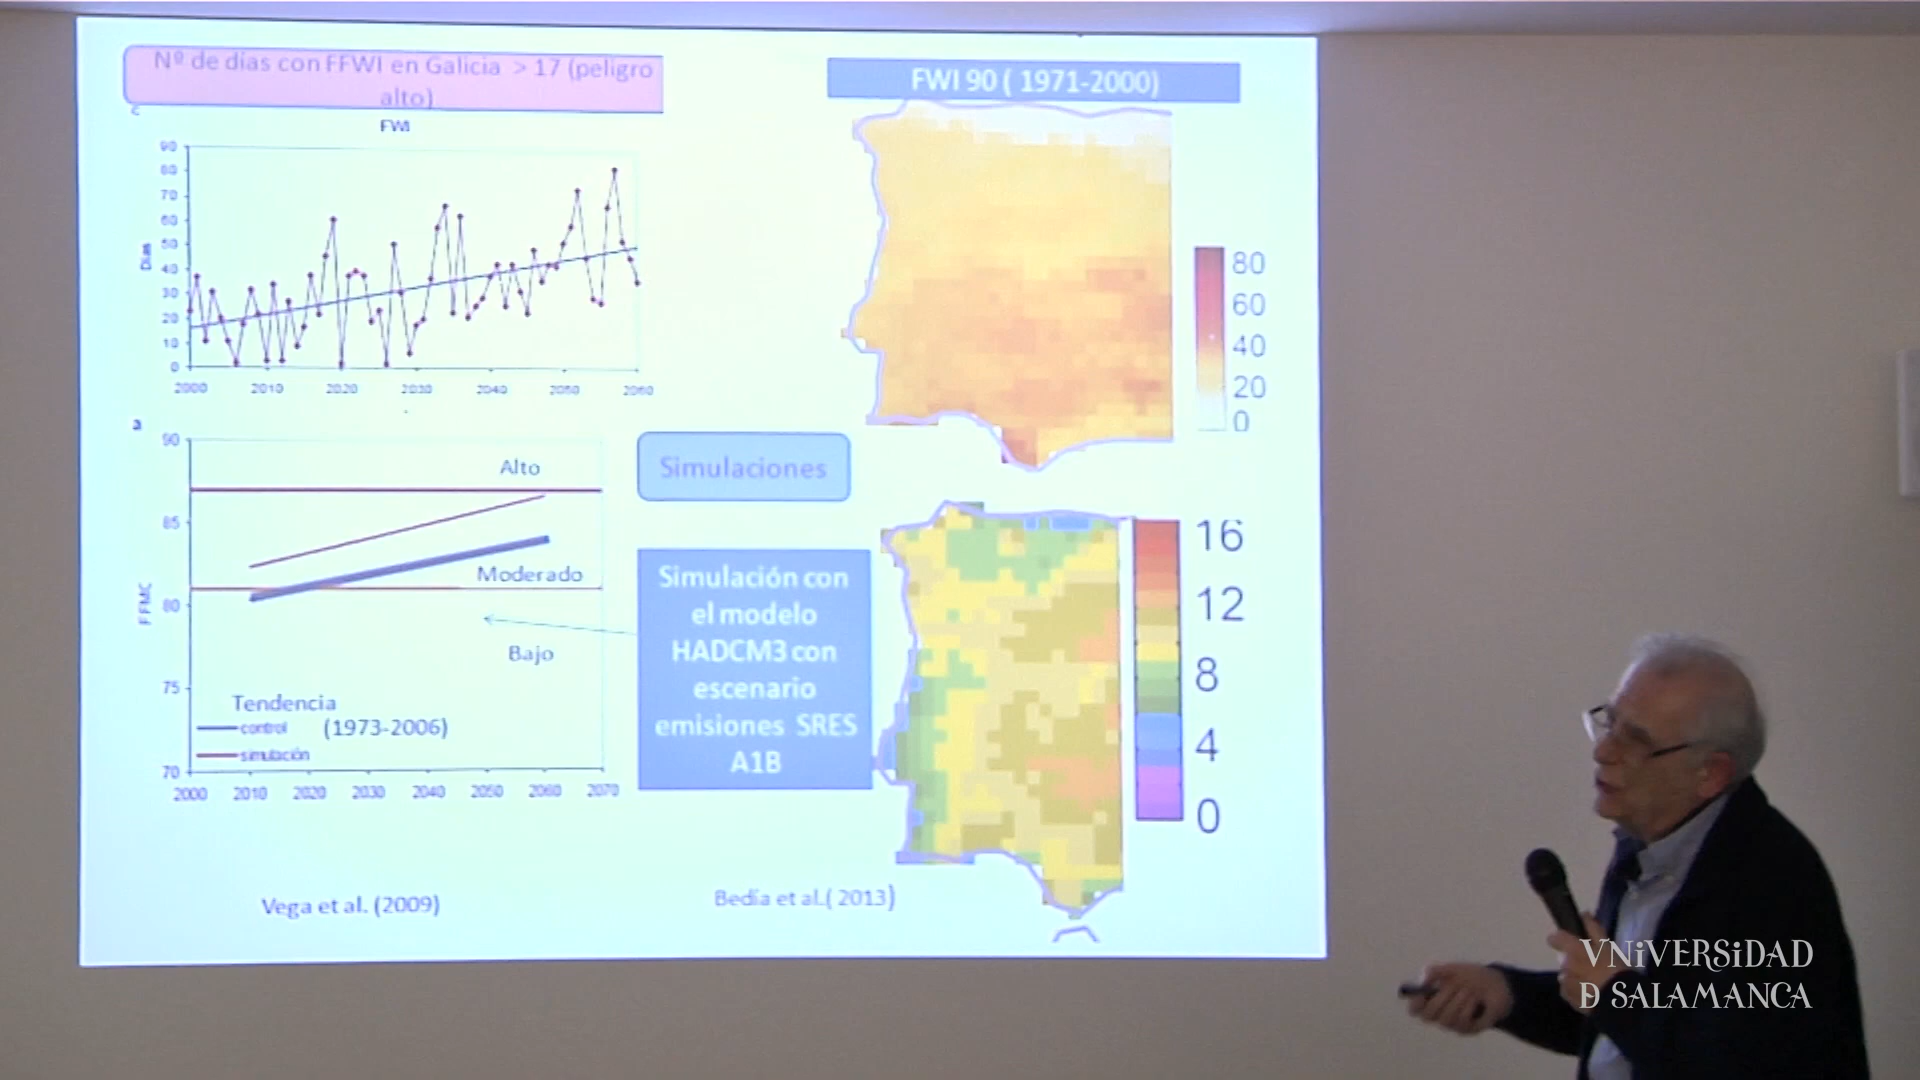 Nº de días con FFWI en Galicia > 17 (peligro
alto)
c
FWI
Días
90
80
70
60
50
40
30
20
10
0
2000 2010 2020 2030 2040 2050 2060
FWI 90 ( 1971-2000)
80
60
40
20
0
a
FFMC
90
85
80
75
70
Alto
Moderado
Bajo
Tendencia
control (1973-2006)
simulación
2000 2010 2020 2030 2040 2050 2060 2070
Simulaciones
Simulación con
el modelo
HADCM3 con
escenario
emisiones SRES
A1B
16
12
8
4
0
Vega et al. (2009)
Bedía et al.( 2013)
VNiVERSiDAD
Ð SALAMANCA